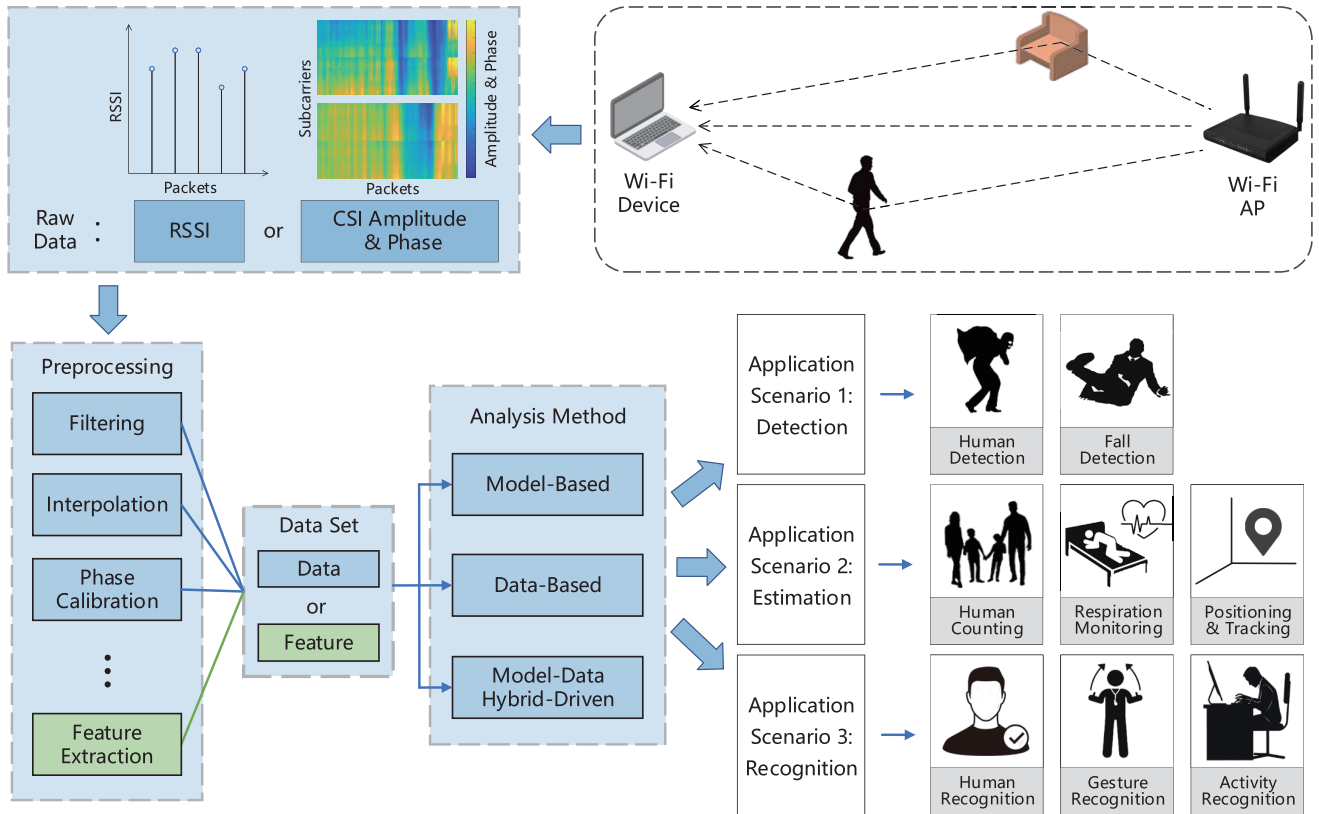 RSSI
Packets
Subcarriers
Packets
Amplitude & Phase
Raw
Data
:
RSSI
or
CSI Amplitude
& Phase
Wi-Fi
Device
Wi-Fi
AP
Preprocessing
Filtering
Interpolation
Phase
Calibration
Feature
Extraction
Data Set
Data
or
Feature
Analysis Method
Model-Based
Data-Based
Model-Data
Hybrid-Driven
Application
Scenario 1:
Detection
Human
Detection
Fall
Detection
Application
Scenario 2:
Estimation
Human
Counting
Respiration
Monitoring
Positioning
& Tracking
Application
Scenario 3:
Recognition
Human
Recognition
Gesture
Recognition
Activity
Recognition